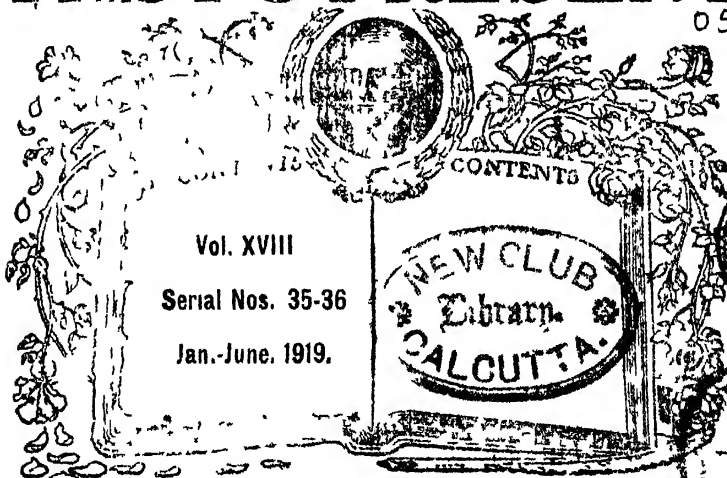 CONTENTS
Vol. XVIII
Serial Nos. 35-36
Jan.-June. 1919.
NEW CLUB
Library.
CALCUTTA.